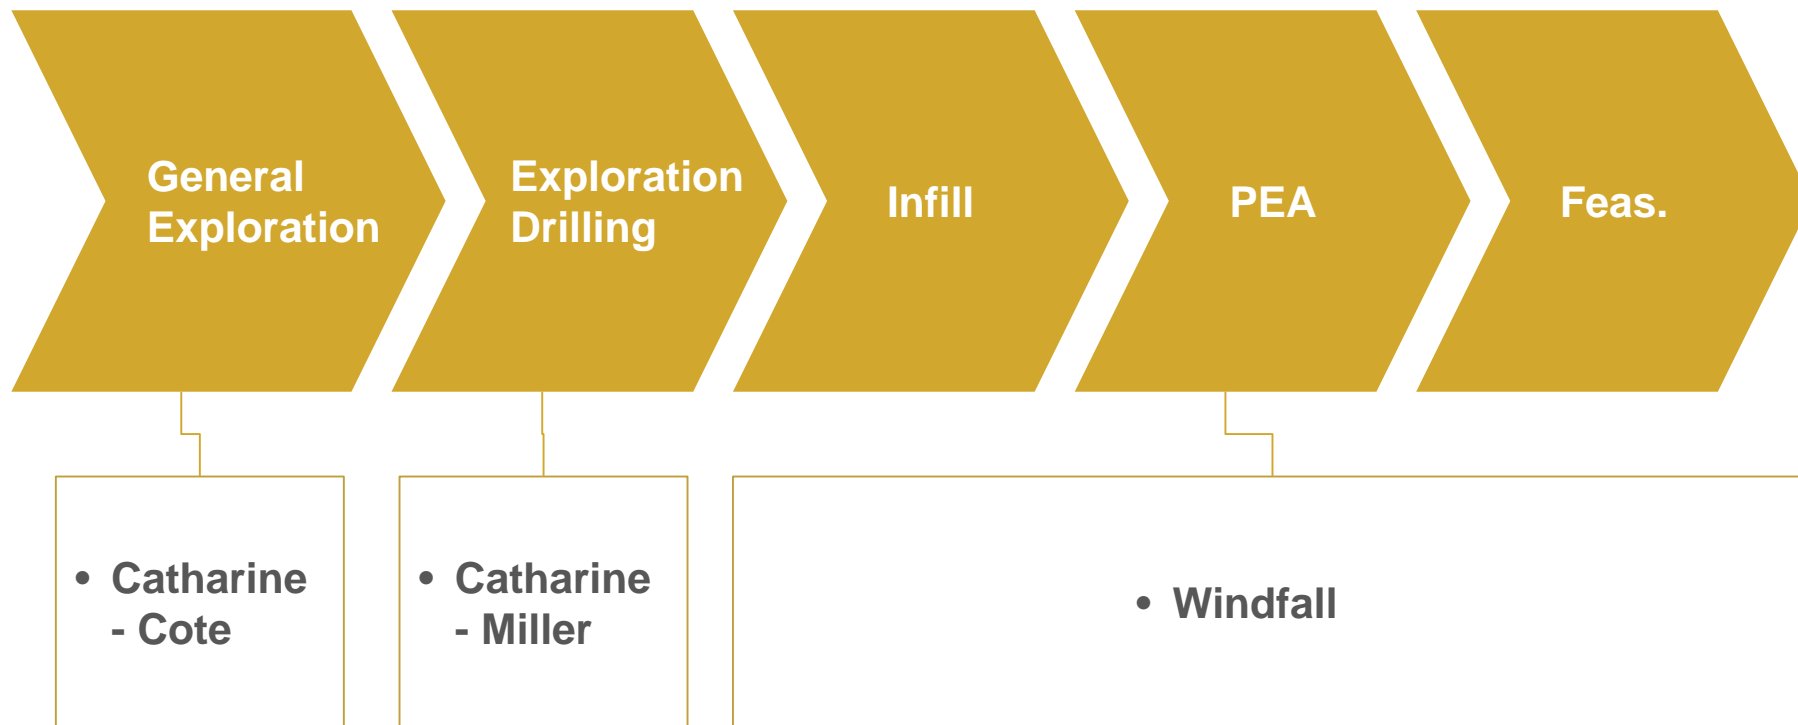 General
Exploration
Exploration
Drilling
Infill
PEA
Feas.
• Catharine
- Cote
• Catharine
- Miller
• Windfall